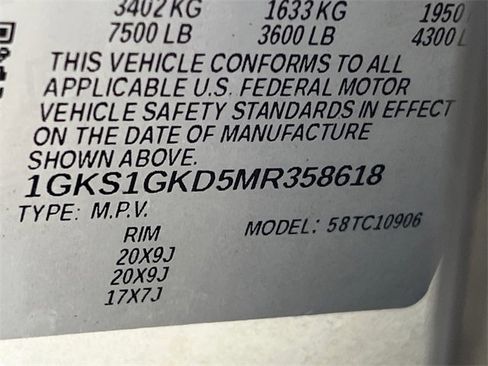 3402 KG 1633 KG 1950
7500 LB 3600 LB 4300 L
THIS VEHICLE CONFORMS TO ALL
APPLICABLE U.S. FEDERAL MOTOR
VEHICLE SAFETY STANDARDS IN EFFECT
ON THE DATE OF MANUFACTURE
SHOWN ABOVE.
1GKS1GKD5MR358618
TYPE: M.P.V. MODEL: 58TC10906
RIM
20X9J
20X9J
17X7J